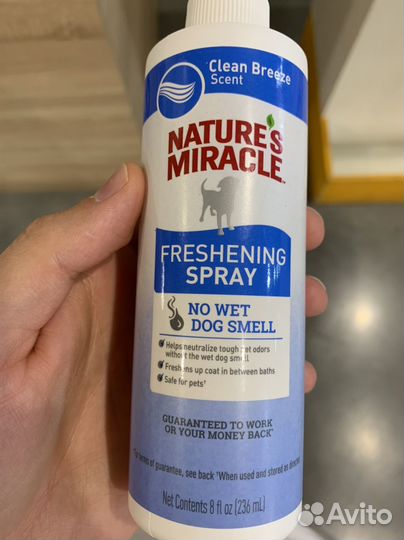 Clean Breeze
Scent
NATURE'S
MIRACLE™
FRESHENING
SPRAY
NO WET
DOG SMELL
Helps neutralize tough pet odors
without the wet dog smell
Freshens up coat in between baths
Safe for pets†
GUARANTEED TO WORK
OR YOUR MONEY BACK*
*For terms of guarantee, see back †When used and stored as directed
Net Contents 8 fl oz (236 mL)
Avito